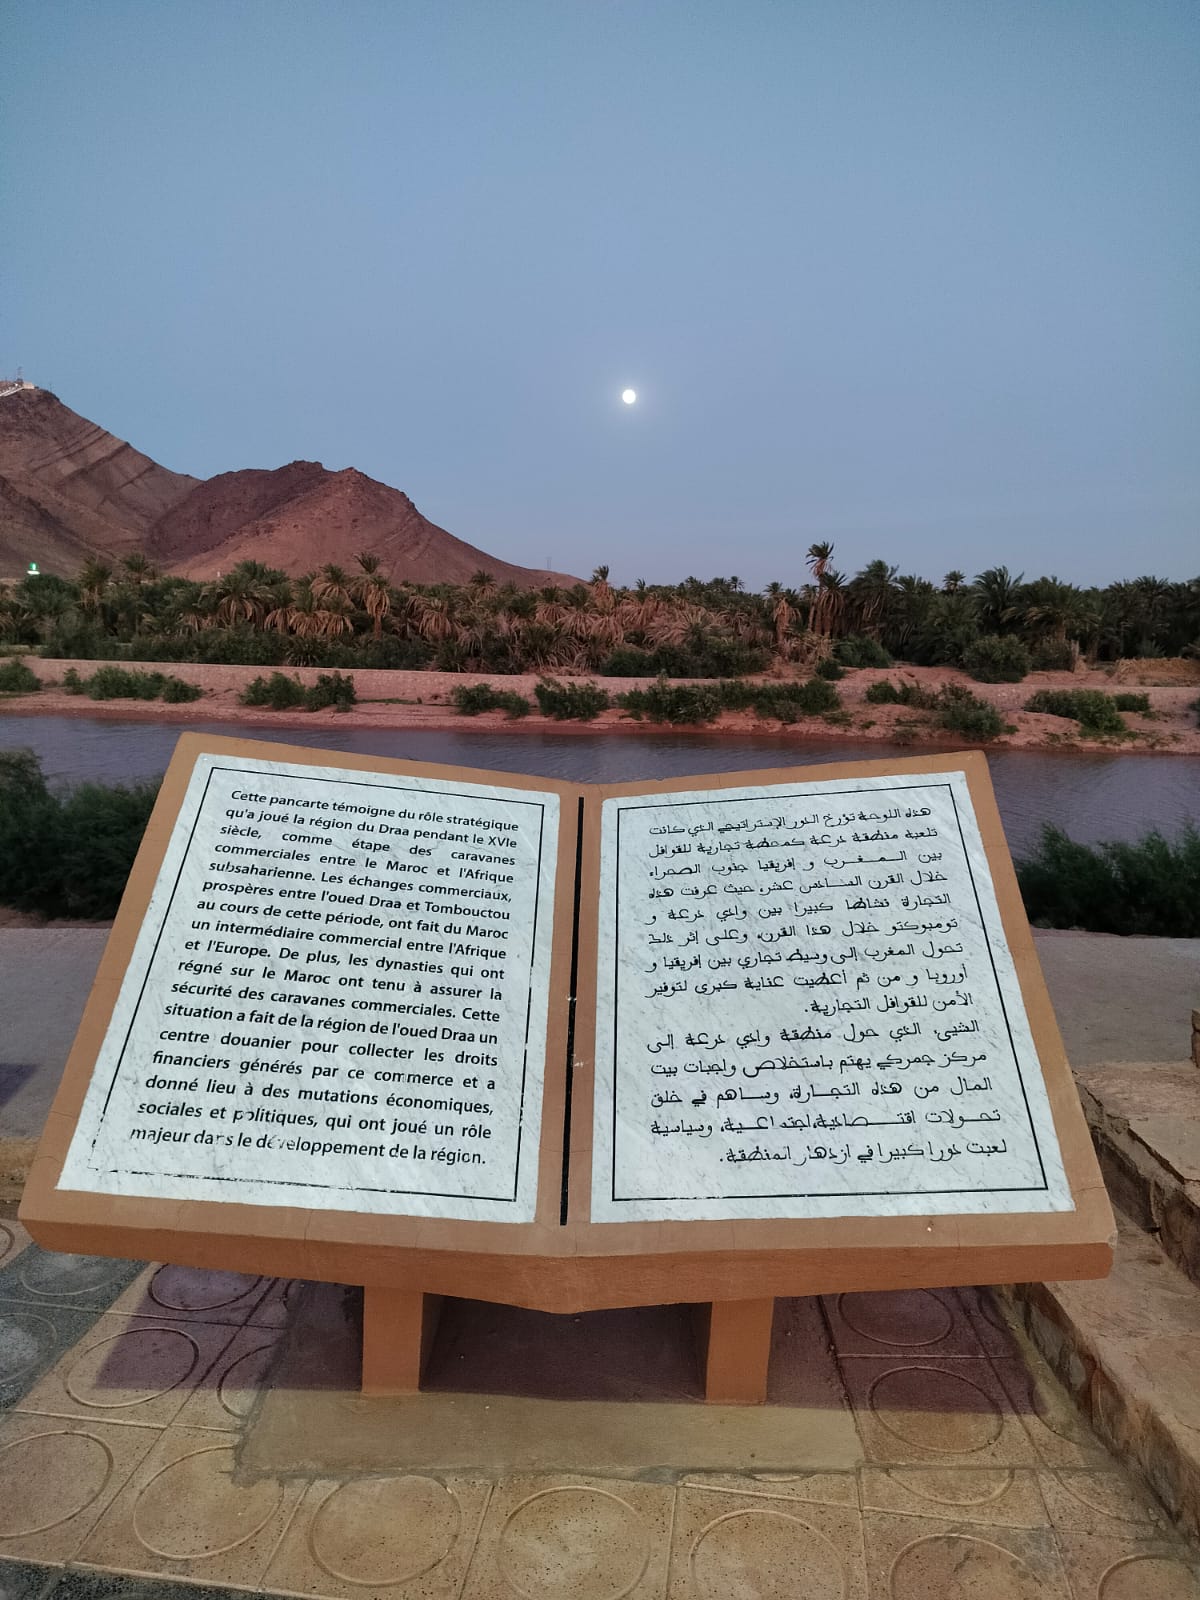 Cette pancarte témoigne du rôle stratégique
qu'a joué la région du Draa pendant le XVIe
siècle, comme étape des caravanes
commerciales entre le Maroc et l'Afrique
subsaharienne. Les échanges commerciaux,
prospères entre l'oued Draa et Tombouctou
au cours de cette période, ont fait du Maroc
un intermédiaire commercial entre l'Afrique
et l'Europe. De plus, les dynasties qui ont
régné sur le Maroc ont tenu à assurer la
sécurité des caravanes commerciales. Cette
situation a fait de la région de l'oued Draa un
centre douanier pour collecter les droits
financiers générés par ce commerce et a
donné lieu à des mutations économiques,
sociales et politiques, qui ont joué un rôle
majeur dans le développement de la région.
هذه اللوحة تؤرخ الدور الإستراتيجي الذي كانت
تلعبه منطقة درعة كمحطة تجارية للقوافل
بين المغرب و إفريقيا جنوب الصحراء
خلال القرن السادس عشر، حيث عرفت هذه
التجارة نشاطا كبيرا بين وادي درعة و
تومبوكتو خلال هذا القرن، وعلى إثر ذلك
تحول المغرب إلى وسيط تجاري بين إفريقيا و
أوروبا و من ثم أعطيت عناية كبرى لتوفير
الأمن للقوافل التجارية.
الشيئ الذي حول منطقة وادي درعة إلى
مركز جمركي يهتم باستخلاص واجبات بيت
المال من هذه التجارة، وساهم في خلق
تحولات اقتصادية،اجتماعية، وسياسية
لعبت دورا كبيرا في ازدهار المنطقة.